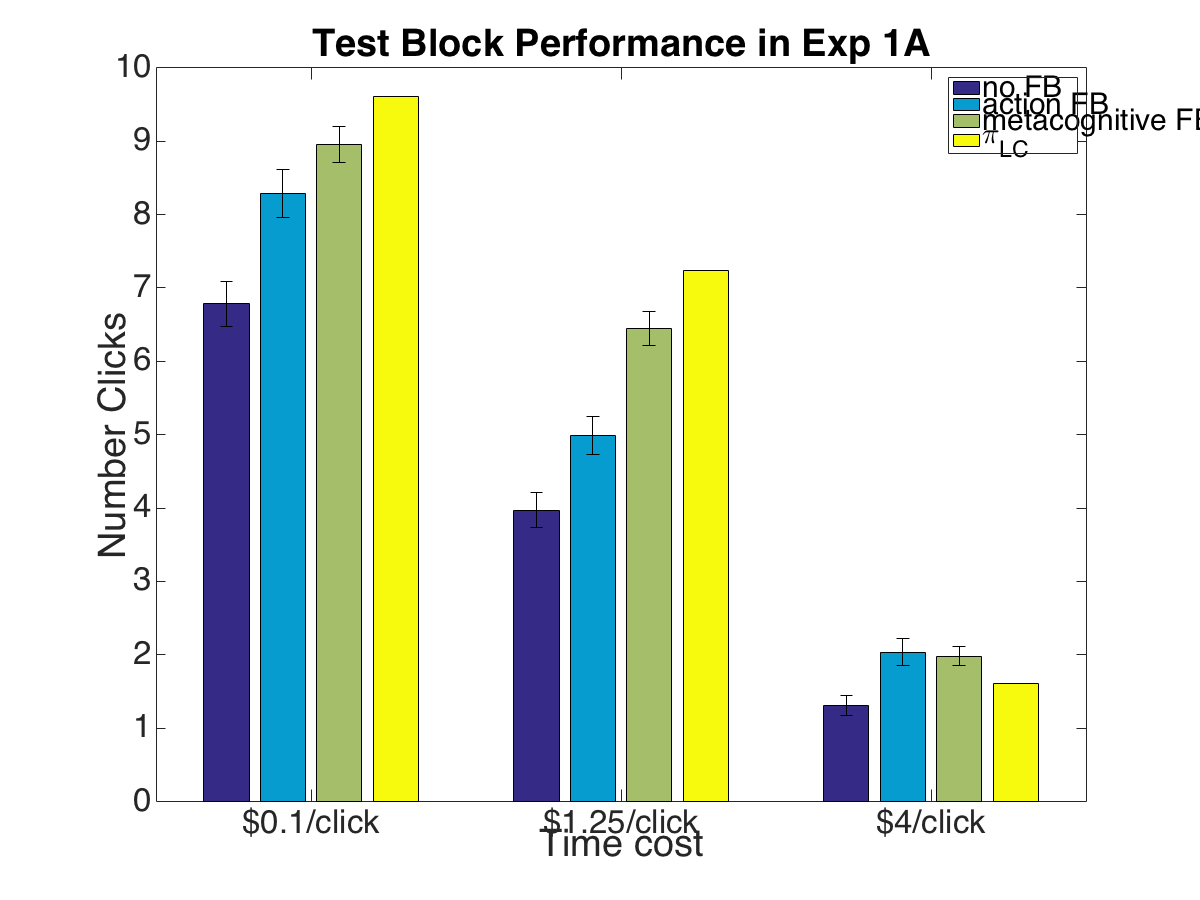 Test Block Performance in Exp 1A
10
9
8
7
6
5
4
3
2
1
0
Number Clicks
no FB
action FB
metacognitive FB
π LC
$0.1/click
$1.25/click
$4/click
Time cost